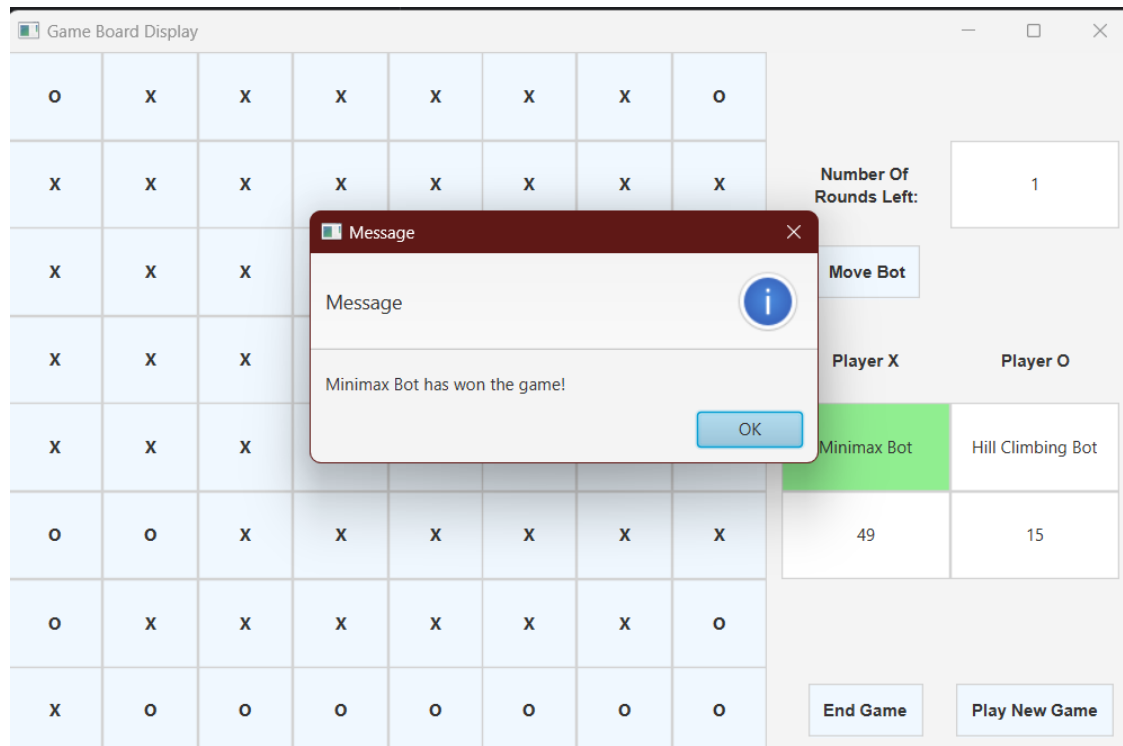 Game Board Display
O X X X X X X O
X X X X X X X X
Number Of
Rounds Left:
1
Message
X X X
Move Bot
Message
X X X
Player X Player O
Minimax Bot has won the game!
OK
X X X
Minimax Bot Hill Climbing Bot
O O X X X X X X
49 15
O X X X X X X O
X O O O O O O O
End Game Play New Game